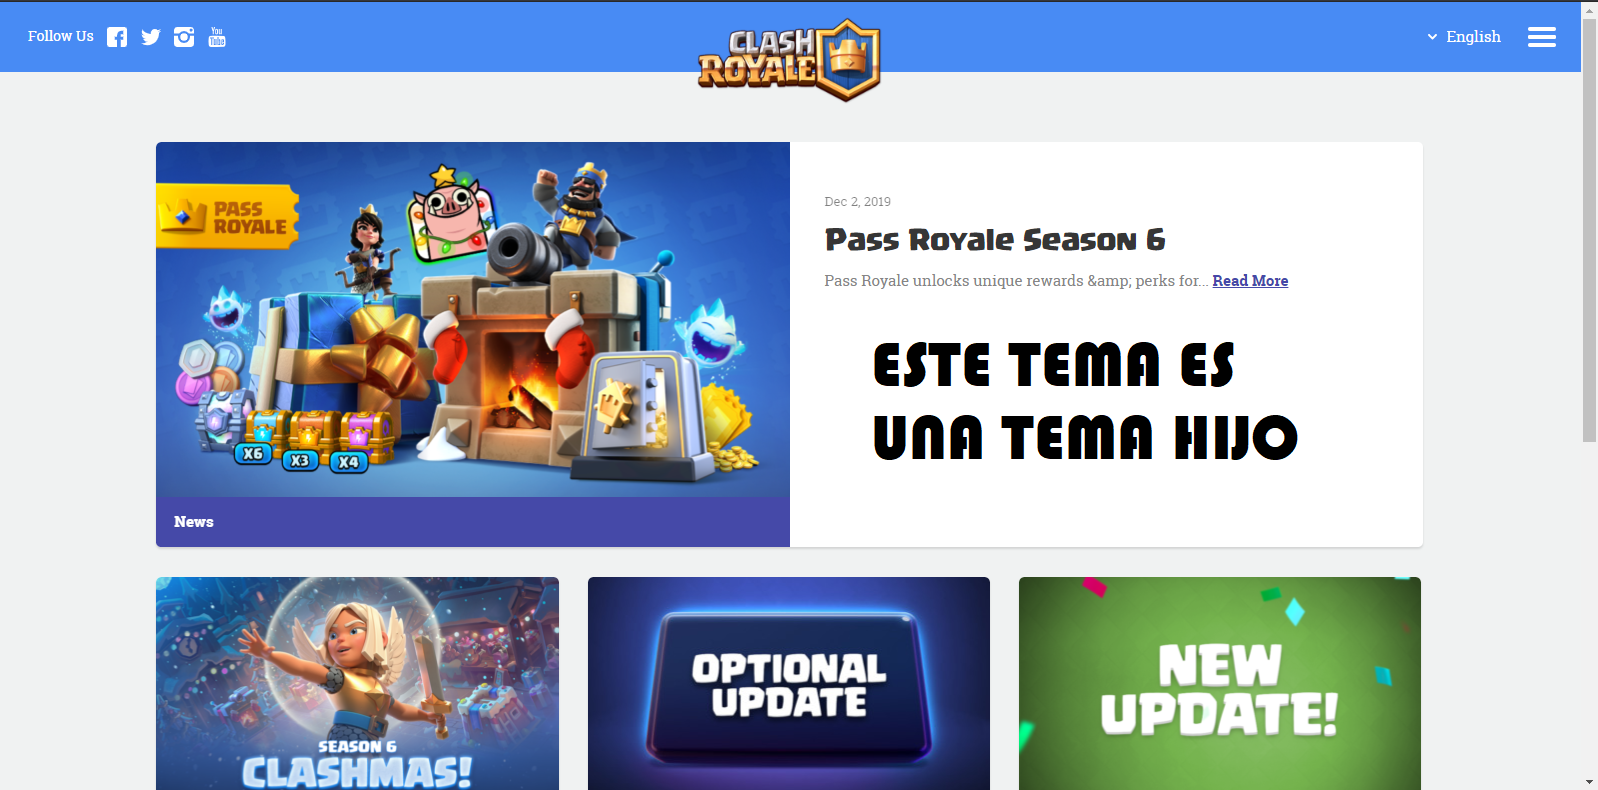 Follow Us
You
Tube
CLASH
ROYALE
English
PASS
ROYALE
X6
X3
X4
News
Dec 2, 2019
Pass Royale Season 6
Pass Royale unlocks unique rewards &amp; perks for... Read More
ESTE TEMA ES
UNA TEMA HIJO
SEASON 6
CLASHMAS!
OPTIONAL
UPDATE
NEW
UPDATE!